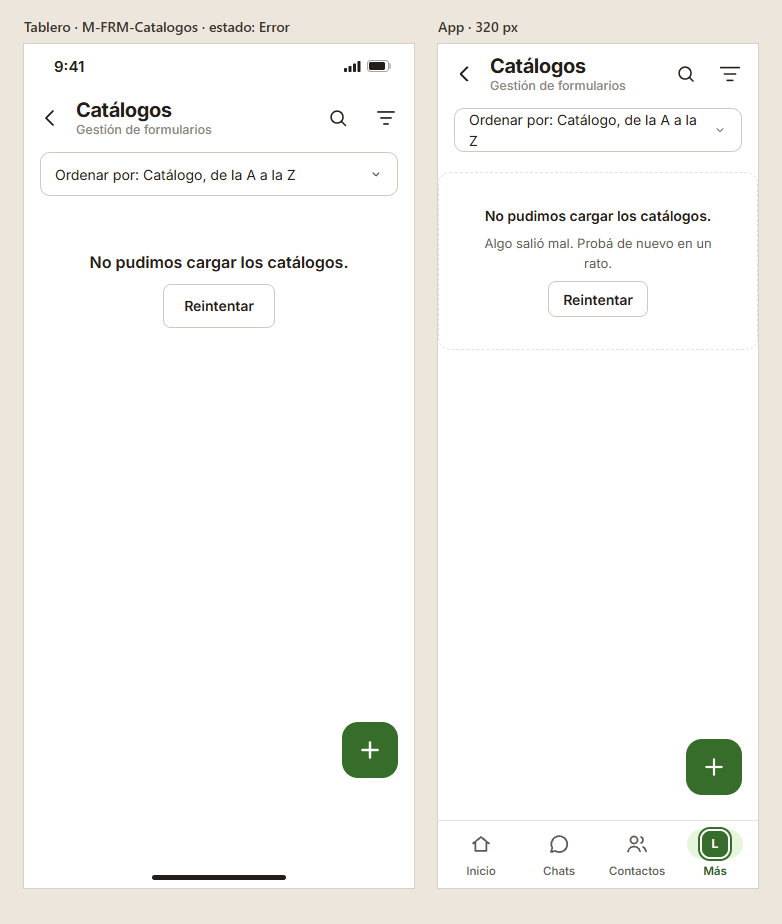 Tablero · M-FRM-Catalogos · estado: Error
9:41
Catálogos
Gestión de formularios
Ordenar por: Catálogo, de la A a la Z
No pudimos cargar los catálogos.
Reintentar
App · 320 px
Catálogos
Gestión de formularios
Ordenar por: Catálogo, de la A a la
Z
No pudimos cargar los catálogos.
Algo salió mal. Probá de nuevo en un
rato.
Reintentar
L
Inicio
Chats
Contactos
Más